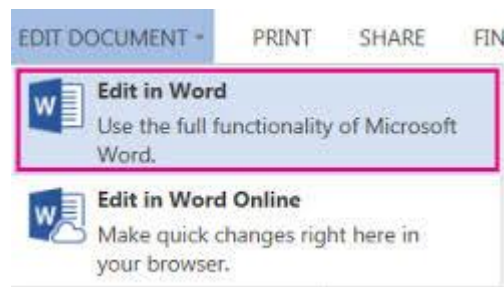 EDIT DOCUMENT PRINT SHARE FIN
Edit in Word
Use the full functionality of Microsoft
Word.
Edit in Word Online
Make quick changes right here in
your browser.